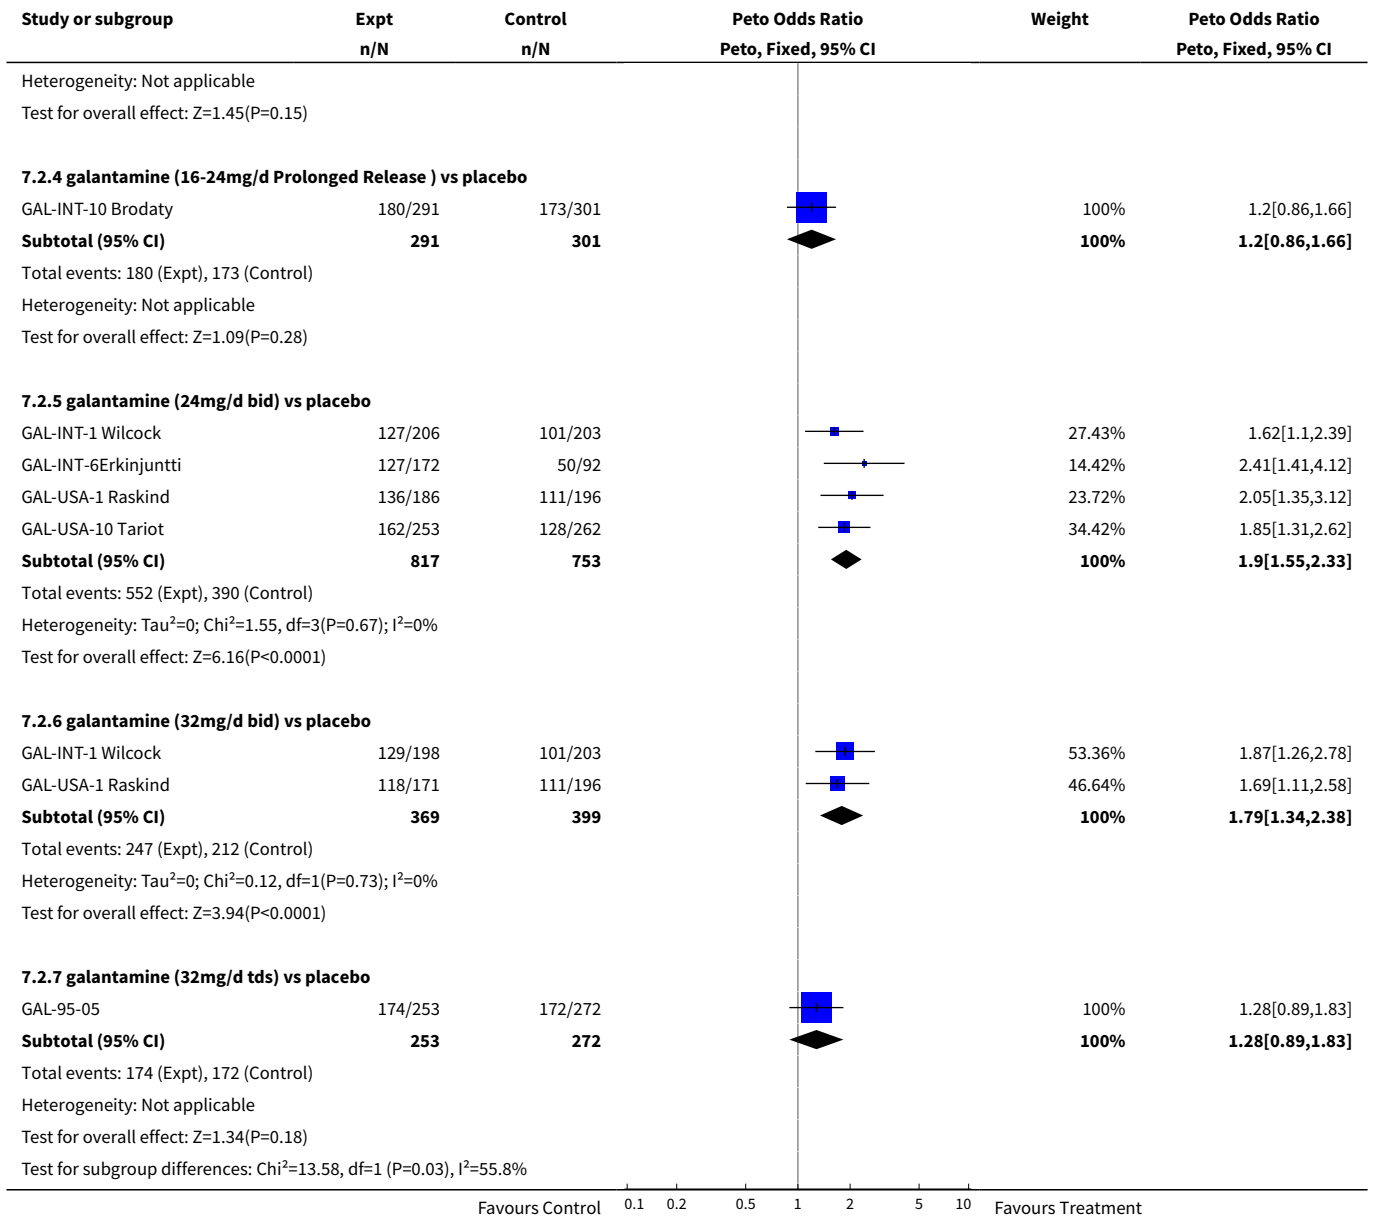 Study or subgroup Expt Control Peto Odds Ratio Weight Peto Odds Ratio
n/N n/N Peto, Fixed, 95% CI Peto, Fixed, 95% CI
Heterogeneity: Not applicable
Test for overall effect: Z=1.45(P=0.15)
7.2.4 galantamine (16-24mg/d Prolonged Release ) vs placebo
GAL-INT-10 Brodaty 180/291 173/301 100% 1.2[0.86,1.66]
Subtotal (95% CI) 291 301 100% 1.2[0.86,1.66]
Total events: 180 (Expt), 173 (Control)
Heterogeneity: Not applicable
Test for overall effect: Z=1.09(P=0.28)
7.2.5 galantamine (24mg/d bid) vs placebo
GAL-INT-1 Wilcock 127/206 101/203 27.43% 1.62[1.1,2.39]
GAL-INT-6Erkinjuntti 127/172 50/92 14.42% 2.41[1.41,4.12]
GAL-USA-1 Raskind 136/186 111/196 23.72% 2.05[1.35,3.12]
GAL-USA-10 Tariot 162/253 128/262 34.42% 1.85[1.31,2.62]
Subtotal (95% CI) 817 753 100% 1.9[1.55,2.33]
Total events: 552 (Expt), 390 (Control)
Heterogeneity: Tau²=0; Chi²=1.55, df=3(P=0.67); I²=0%
Test for overall effect: Z=6.16(P<0.0001)
7.2.6 galantamine (32mg/d bid) vs placebo
GAL-INT-1 Wilcock 129/198 101/203 53.36% 1.87[1.26,2.78]
GAL-USA-1 Raskind 118/171 111/196 46.64% 1.69[1.11,2.58]
Subtotal (95% CI) 369 399 100% 1.79[1.34,2.38]
Total events: 247 (Expt), 212 (Control)
Heterogeneity: Tau²=0; Chi²=0.12, df=1(P=0.73); I²=0%
Test for overall effect: Z=3.94(P<0.0001)
7.2.7 galantamine (32mg/d tds) vs placebo
GAL-95-05 174/253 172/272 100% 1.28[0.89,1.83]
Subtotal (95% CI) 253 272 100% 1.28[0.89,1.83]
Total events: 174 (Expt), 172 (Control)
Heterogeneity: Not applicable
Test for overall effect: Z=1.34(P=0.18)
Test for subgroup differences: Chi²=13.58, df=1 (P=0.03), I²=55.8%
Favours Control 0.1 0.2 0.5 1 2 5 10 Favours Treatment